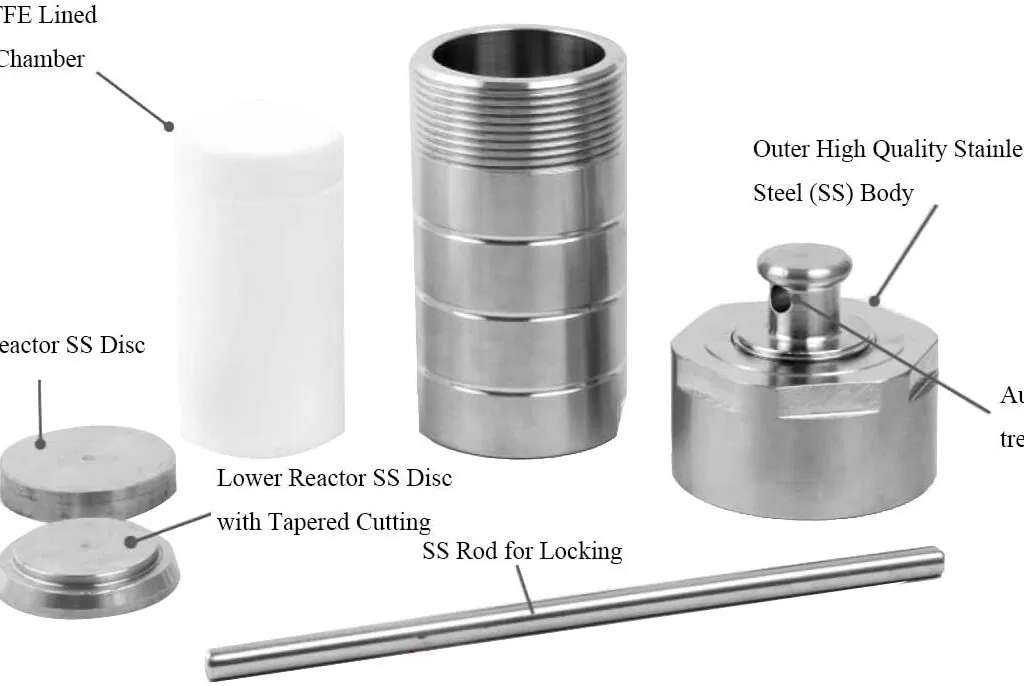 TFE Lined
Chamber
Outer High Quality Stainle
Steel (SS) Body
eactor SS Disc
Au
tre
Lower Reactor SS Disc
with Tapered Cutting
SS Rod for Locking